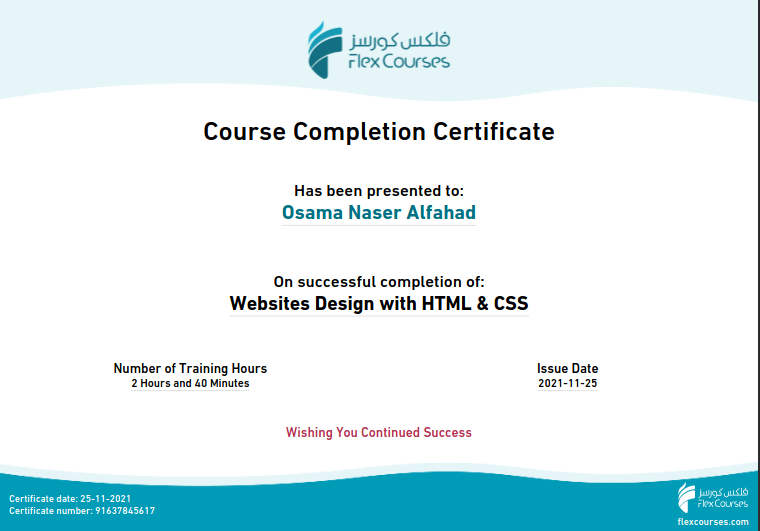 فلكس كورسز
Flex Courses
Course Completion Certificate
Has been presented to:
Osama Naser Alfahad
On successful completion of:
Websites Design with HTML & CSS
Number of Training Hours
2 Hours and 40 Minutes
Issue Date
2021-11-25
Wishing You Continued Success
Certificate date: 25-11-2021
Certificate number: 91637845617
فلكس كورسز
Flex Courses
flexcourses.com